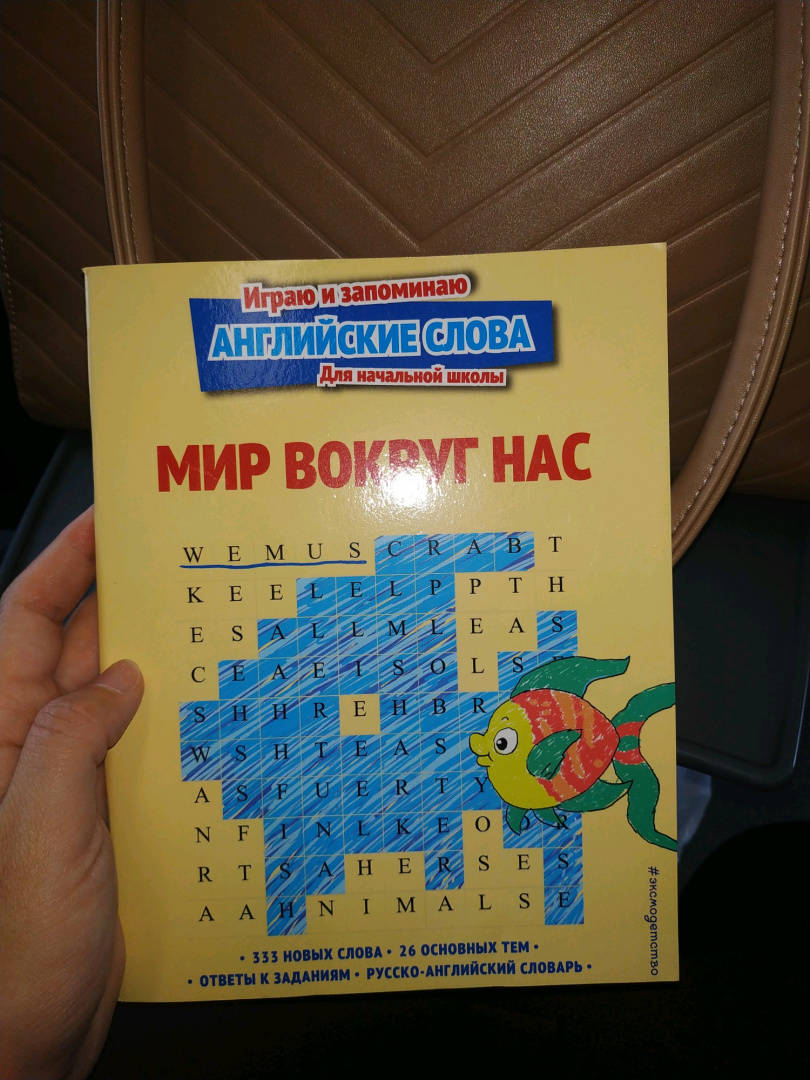 Играю и запоминаю
АНГЛИЙСКИЕ СЛОВА
Для начальной школы
МИР ВОКРУГ НАС
W E M U S C R A B T
K E E L E L P P T H
E S A L L M L E A S
C E A E I S O L S
S H H R E H B R
W S H T E A S
A S F U E R T Y
N F I N L K E O O R
R T S A H E R S E S
A A H N I M A L S E
• 333 НОВЫХ СЛОВА • 26 ОСНОВНЫХ ТЕМ •
• ОТВЕТЫ К ЗАДАНИЯМ • РУССКО-АНГЛИЙСКИЙ СЛОВАРЬ •
#эксмодетство